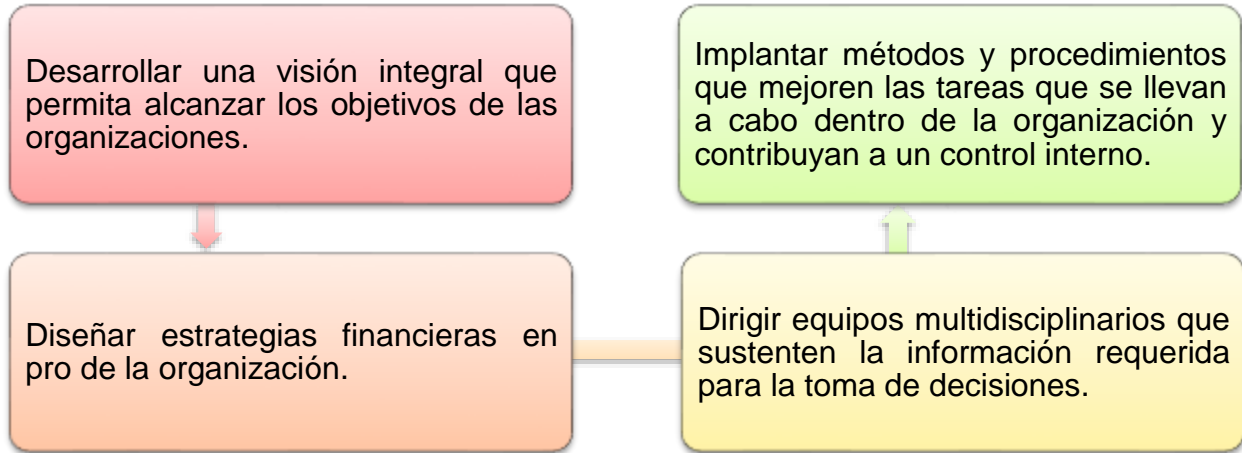 Desarrollar una visión integral que
permita alcanzar los objetivos de las
organizaciones.
Diseñar estrategias financieras en
pro de la organización.
Dirigir equipos multidisciplinarios que
sustenten la información requerida
para la toma de decisiones.
Implantar métodos y procedimientos
que mejoren las tareas que se llevan
a cabo dentro de la organización y
contribuyan a un control interno.